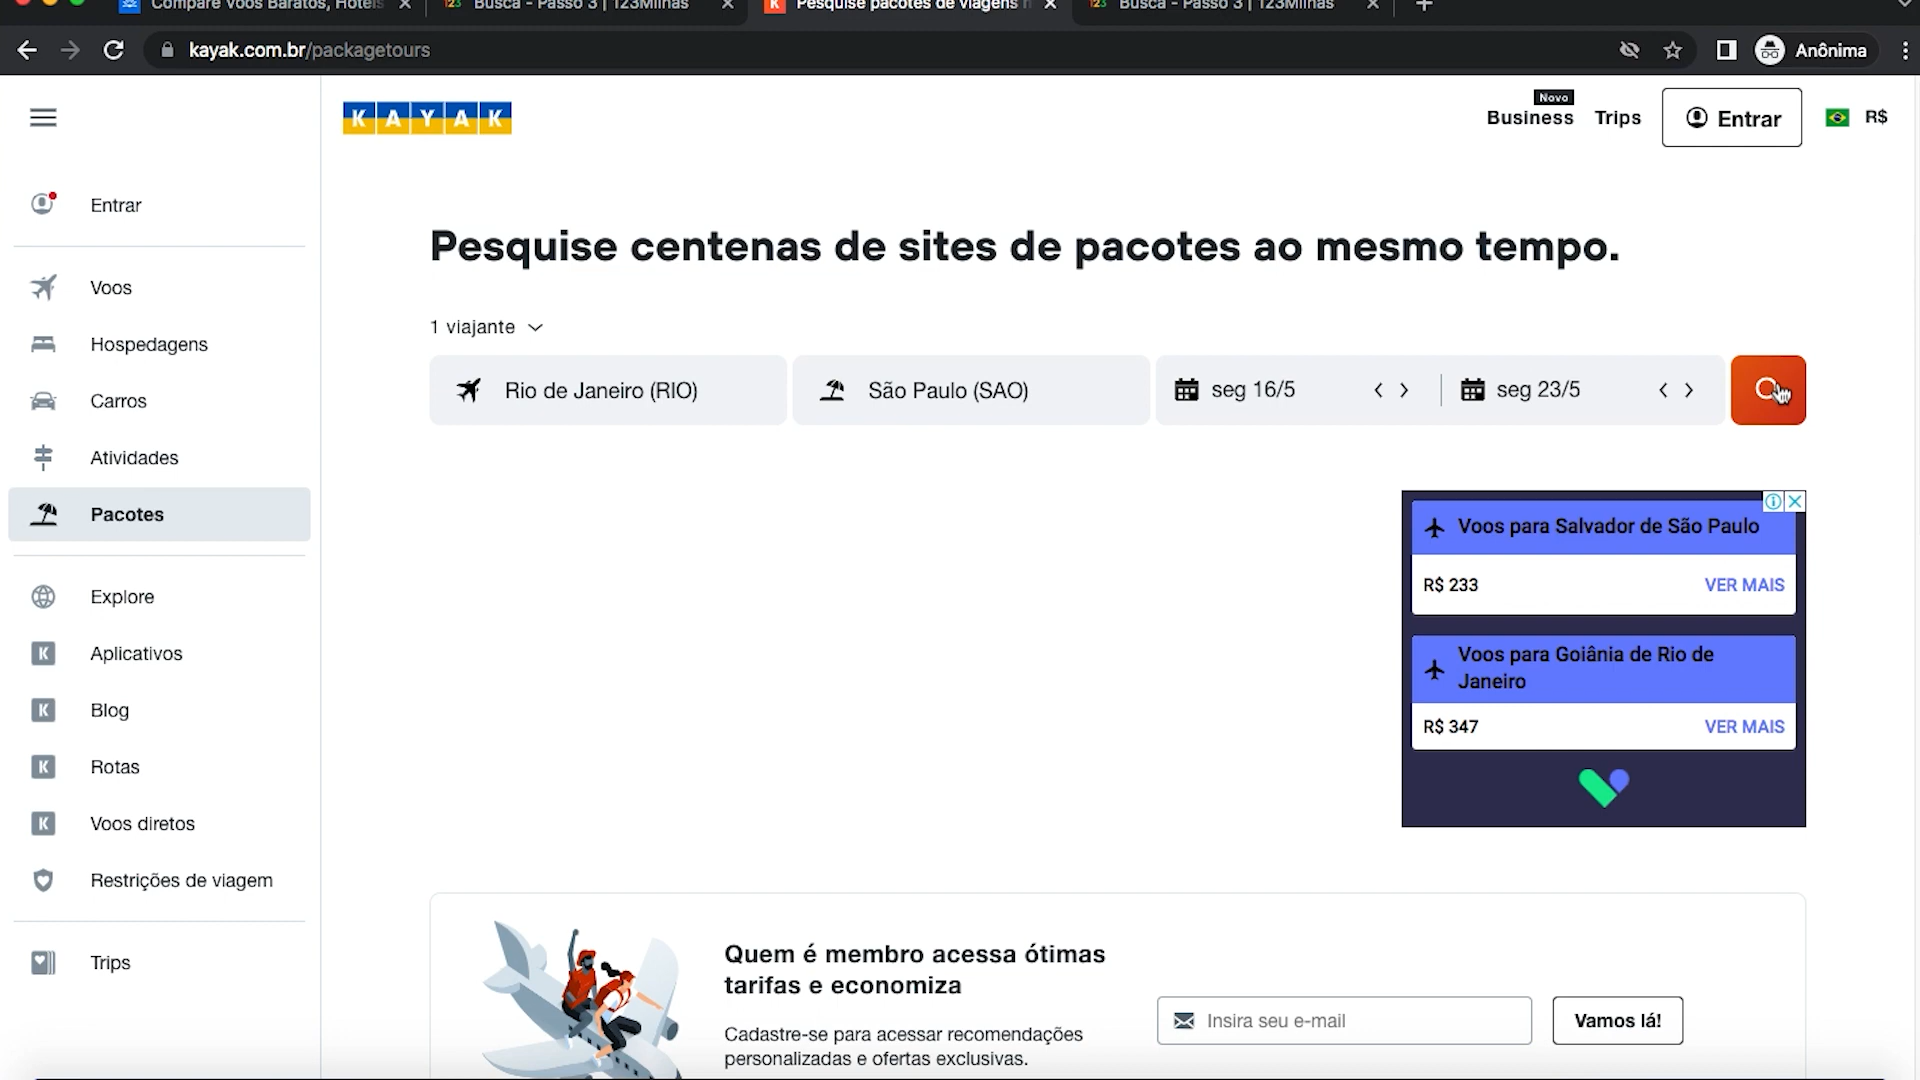 Compare Voos Baratos, Hotéis
Busca - Passo 3 | 123Milhas
Pesquise pacotes de viagens
Busca - Passo 3 | 123Milhas
kayak.com.br/packagetours
Anônima
KAYAK
Novo
Business
Trips
Entrar
R$
Entrar
Voos
Hospedagens
Carros
Atividades
Pacotes
Explore
Aplicativos
Blog
Rotas
Voos diretos
Restrições de viagem
Trips
Pesquise centenas de sites de pacotes ao mesmo tempo.
1 viajante
Rio de Janeiro (RIO)
São Paulo (SAO)
seg 16/5
seg 23/5
Voos para Salvador de São Paulo
R$ 233
VER MAIS
Voos para Goiânia de Rio de
Janeiro
R$ 347
VER MAIS
Quem é membro acessa ótimas
tarifas e economiza
Cadastre-se para acessar recomendações
personalizadas e ofertas exclusivas.
Insira seu e-mail
Vamos lá!